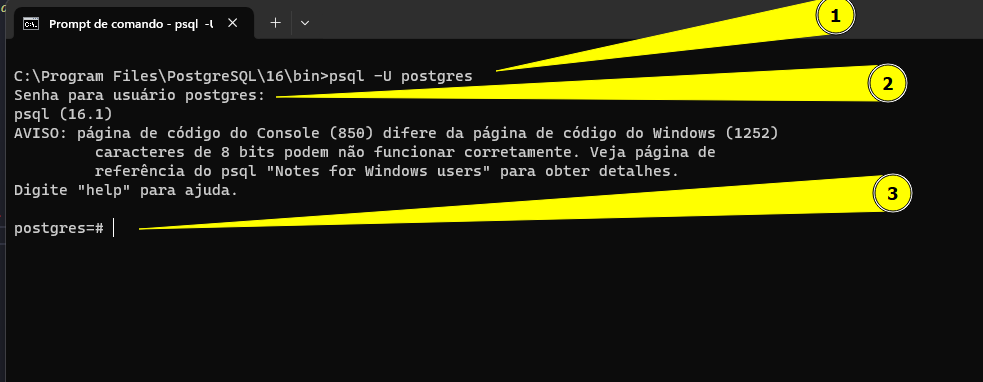 Prompt de comando - psql -U
1
C:\Program Files\PostgreSQL\16\bin>psql -U postgres
Senha para usuário postgres:
2
psql (16.1)
AVISO: página de código do Console (850) difere da página de código do Windows (1252)
caracteres de 8 bits podem não funcionar corretamente. Veja página de
referência do psql "Notes for Windows users" para obter detalhes.
Digite "help" para ajuda.
3
postgres=#